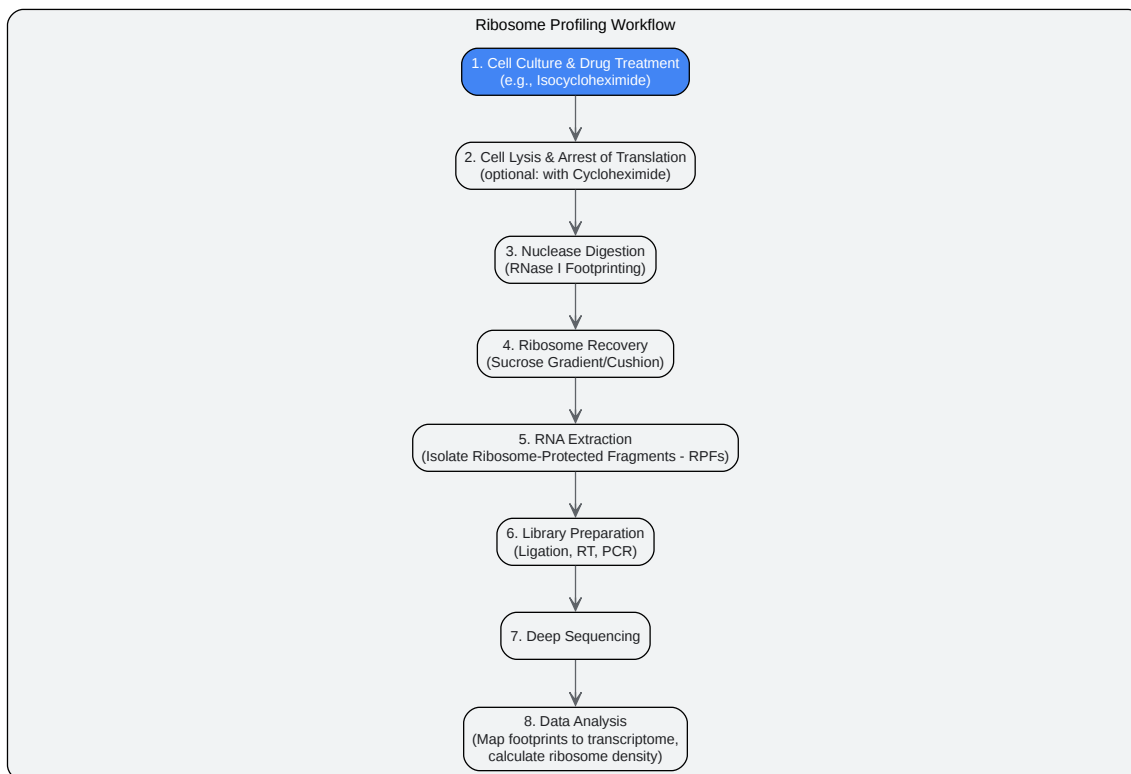 Ribosome Profiling Workflow
1. Cell Culture & Drug Treatment
(e.g., Isocycloheximide)
2. Cell Lysis & Arrest of Translation
(optional: with Cycloheximide)
3. Nuclease Digestion
(RNase I Footprinting)
4. Ribosome Recovery
(Sucrose Gradient/Cushion)
5. RNA Extraction
(Isolate Ribosome-Protected Fragments - RPFs)
6. Library Preparation
(Ligation, RT, PCR)
7. Deep Sequencing
8. Data Analysis
(Map footprints to transcriptome,
calculate ribosome density)